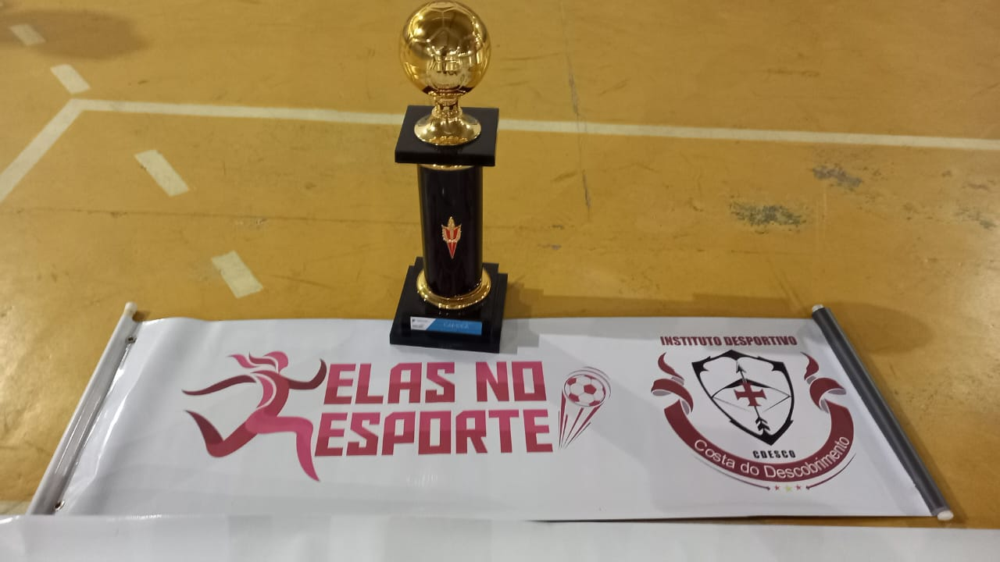 ELAS NO
ESPORTE
INSTITUTO DESPORTIVO
CDESCO
Costa do Descobrimento